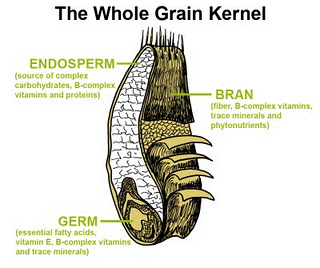 The Whole Grain Kernel
ENDOSPERM
(source of complex
carbohydrates, B-complex
vitamins and proteins)
BRAN
(fiber, B-complex vitamins,
trace minerals and
phytonutrients)
GERM
(essential fatty acids,
vitamin E, B-complex vitamins
and trace minerals)